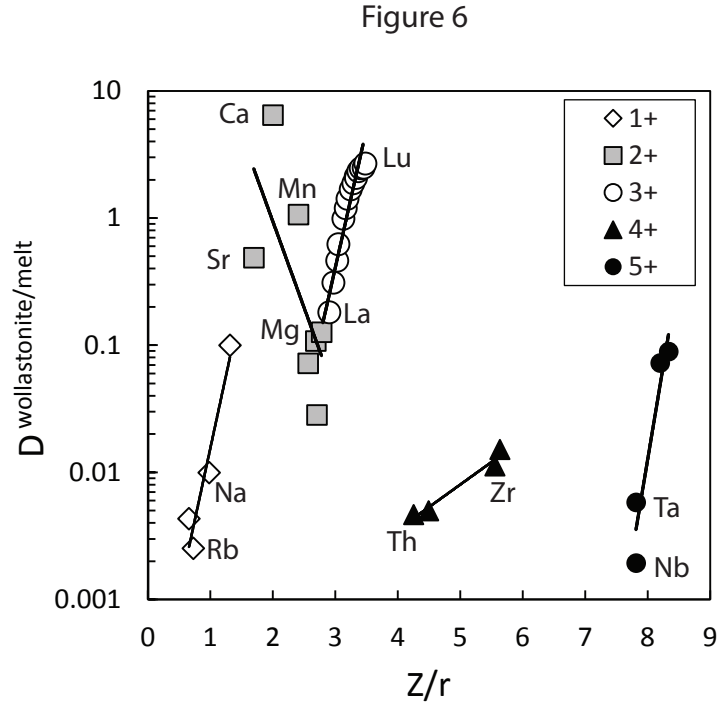 Figure 6
10
1
0.1
0.01
0.001
D wollastonite/melt
Ca
Mn
Sr
Mg
Lu
La
Na
Rb
Th
Zr
Ta
Nb
1+
2+
3+
4+
5+
0 1 2 3 4 5 6 7 8 9
Z/r